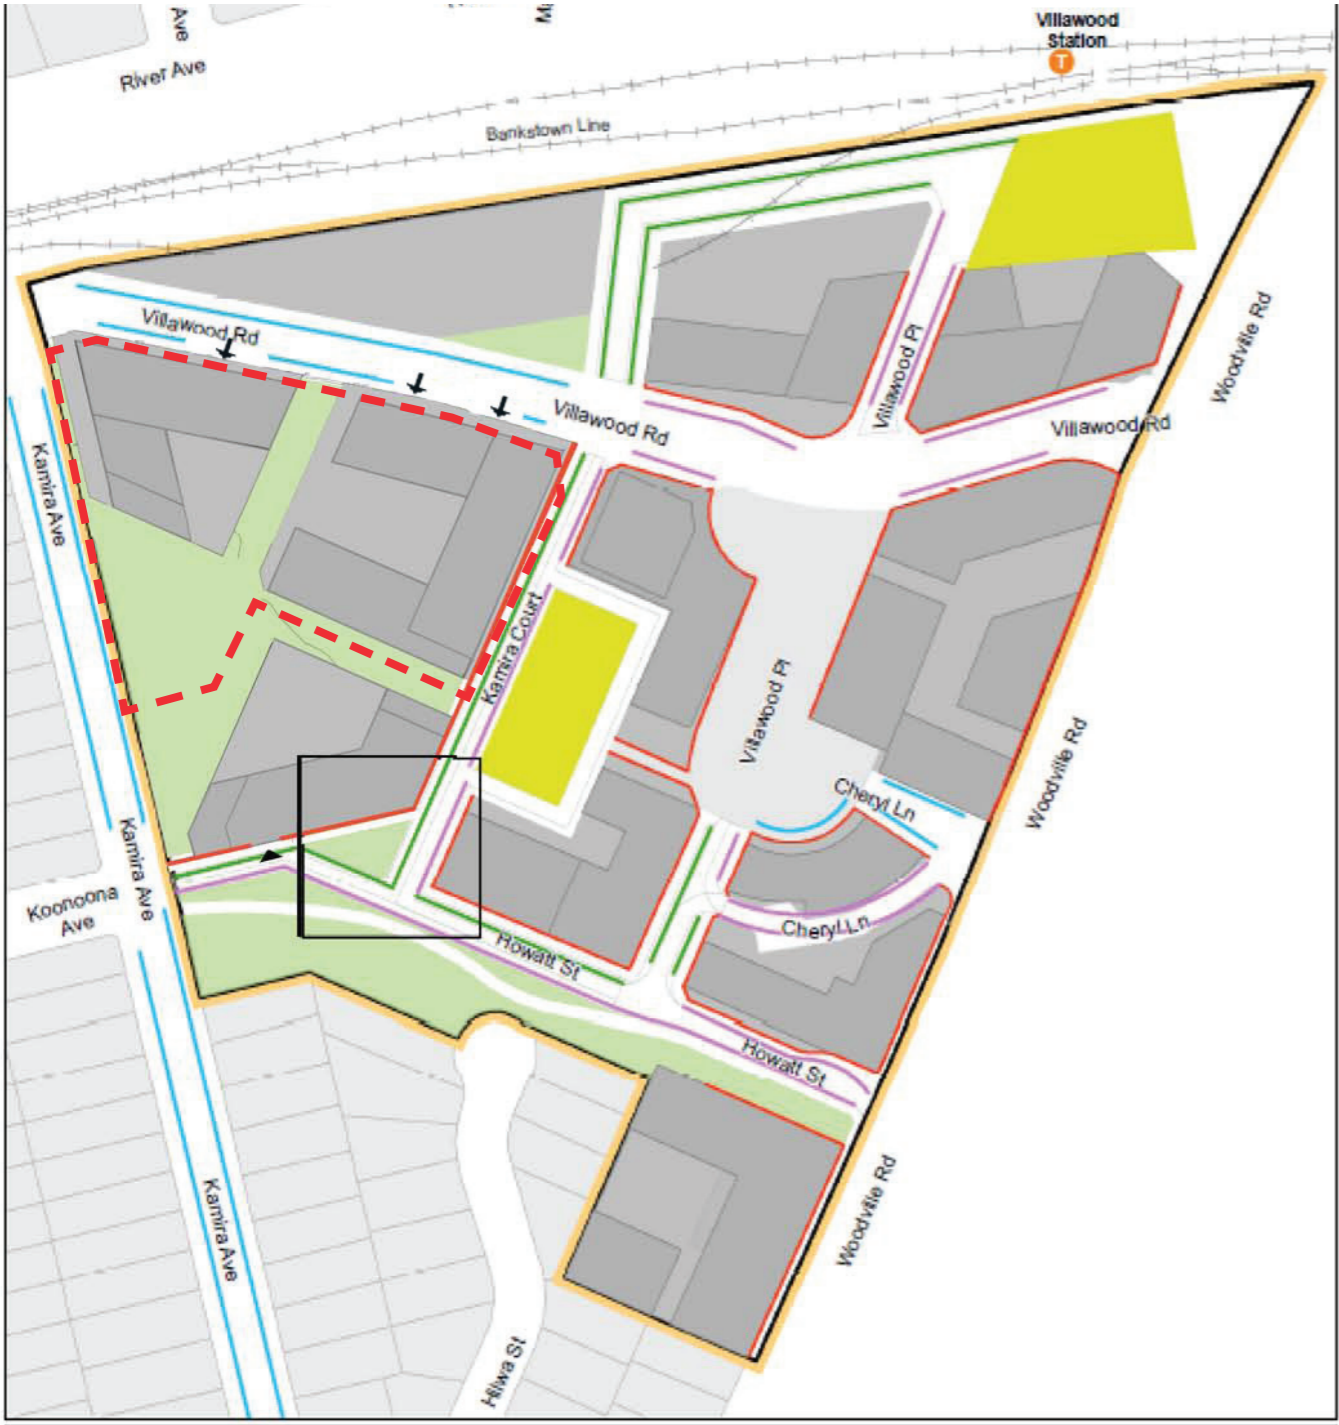 Ave
Villawood
Station
T
River Ave
Bankstown Line
Villawood Rd
Woodville Rd
Villawood Pl
Villawood Rd
Villawood Rd
Kamira Ave
Kamira Court
Villawood Pl
Woodville Rd
Cheryl Ln
Kamira Ave
Koonoona
Ave
Cheryl Ln
Howatt St
Howatt St
Kamira Ave
Woodville Rd
Hilwa St